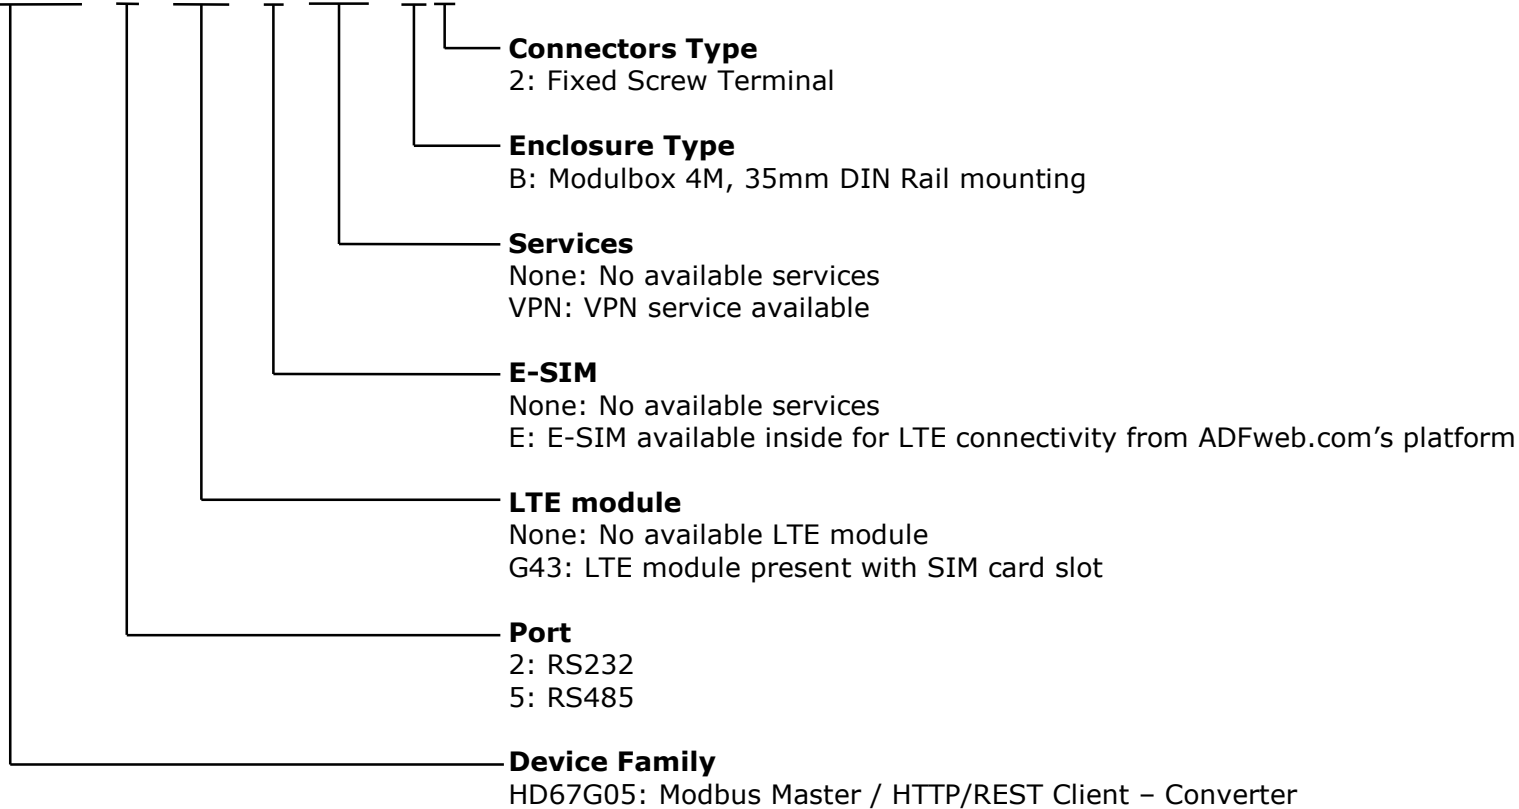 Connectors Type
2: Fixed Screw Terminal
Enclosure Type
B: Modulbox 4M, 35mm DIN Rail mounting
Services
None: No available services
VPN: VPN service available
E-SIM
None: No available services
E: E-SIM available inside for LTE connectivity from ADFweb.com’s platform
LTE module
None: No available LTE module
G43: LTE module present with SIM card slot
Port
2: RS232
5: RS485
Device Family
HD67G05: Modbus Master / HTTP/REST Client – Converter